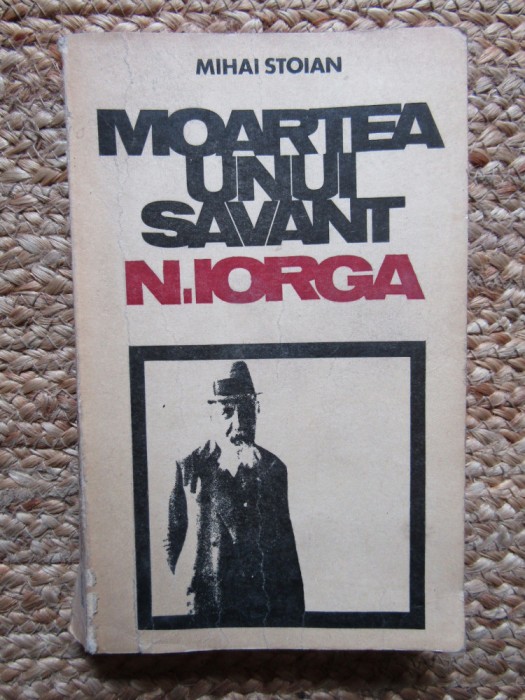 MIHAI STOIAN
MOARTEA
UNUI
SAVANT
N.IORGA